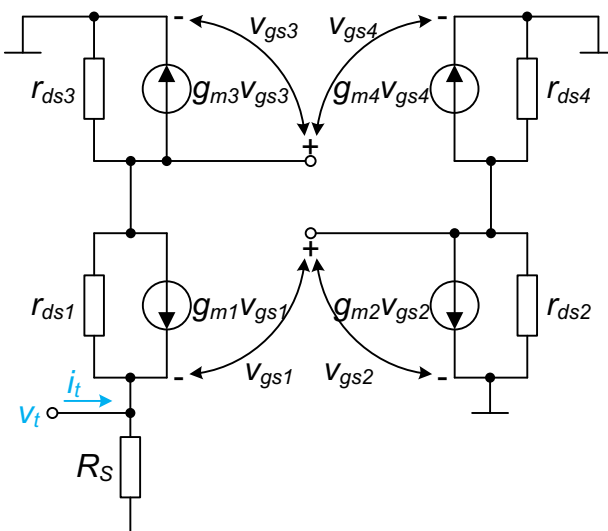 - v_gs3 v_gs4 -
r_ds3 g_m3v_gs3 g_m4v_gs4 r_ds4
+
+
r_ds1 g_m1v_gs1 g_m2v_gs2 r_ds2
- v_gs1 v_gs2 -
i_t
v_t
R_S